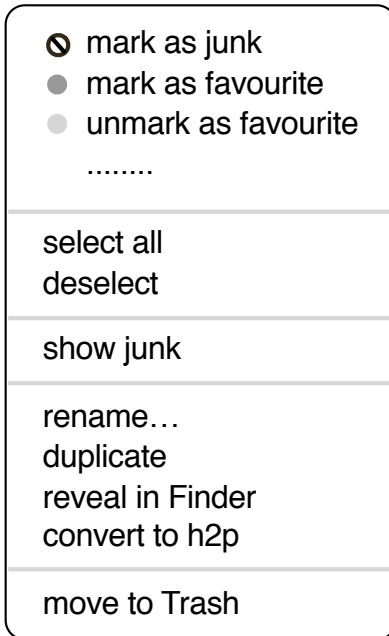 mark as junk
mark as favourite
unmark as favourite
........
select all
deselect
show junk
rename…
duplicate
reveal in Finder
convert to h2p
move to Trash